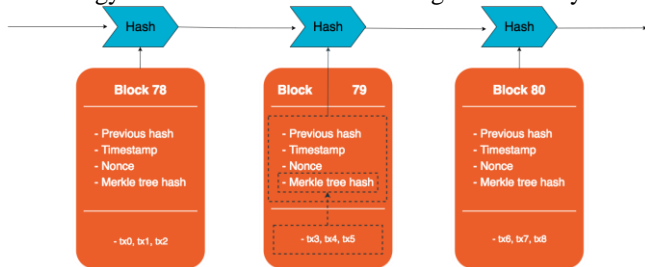 Hash Hash Hash
Block 78
- Previous hash
- Timestamp
- Nonce
- Merkle tree hash
- tx0, tx1, tx2
Block 79
- Previous hash
- Timestamp
- Nonce
- Merkle tree hash
- tx3, tx4, tx5
Block 80
- Previous hash
- Timestamp
- Nonce
- Merkle tree hash
- tx6, tx7, tx8